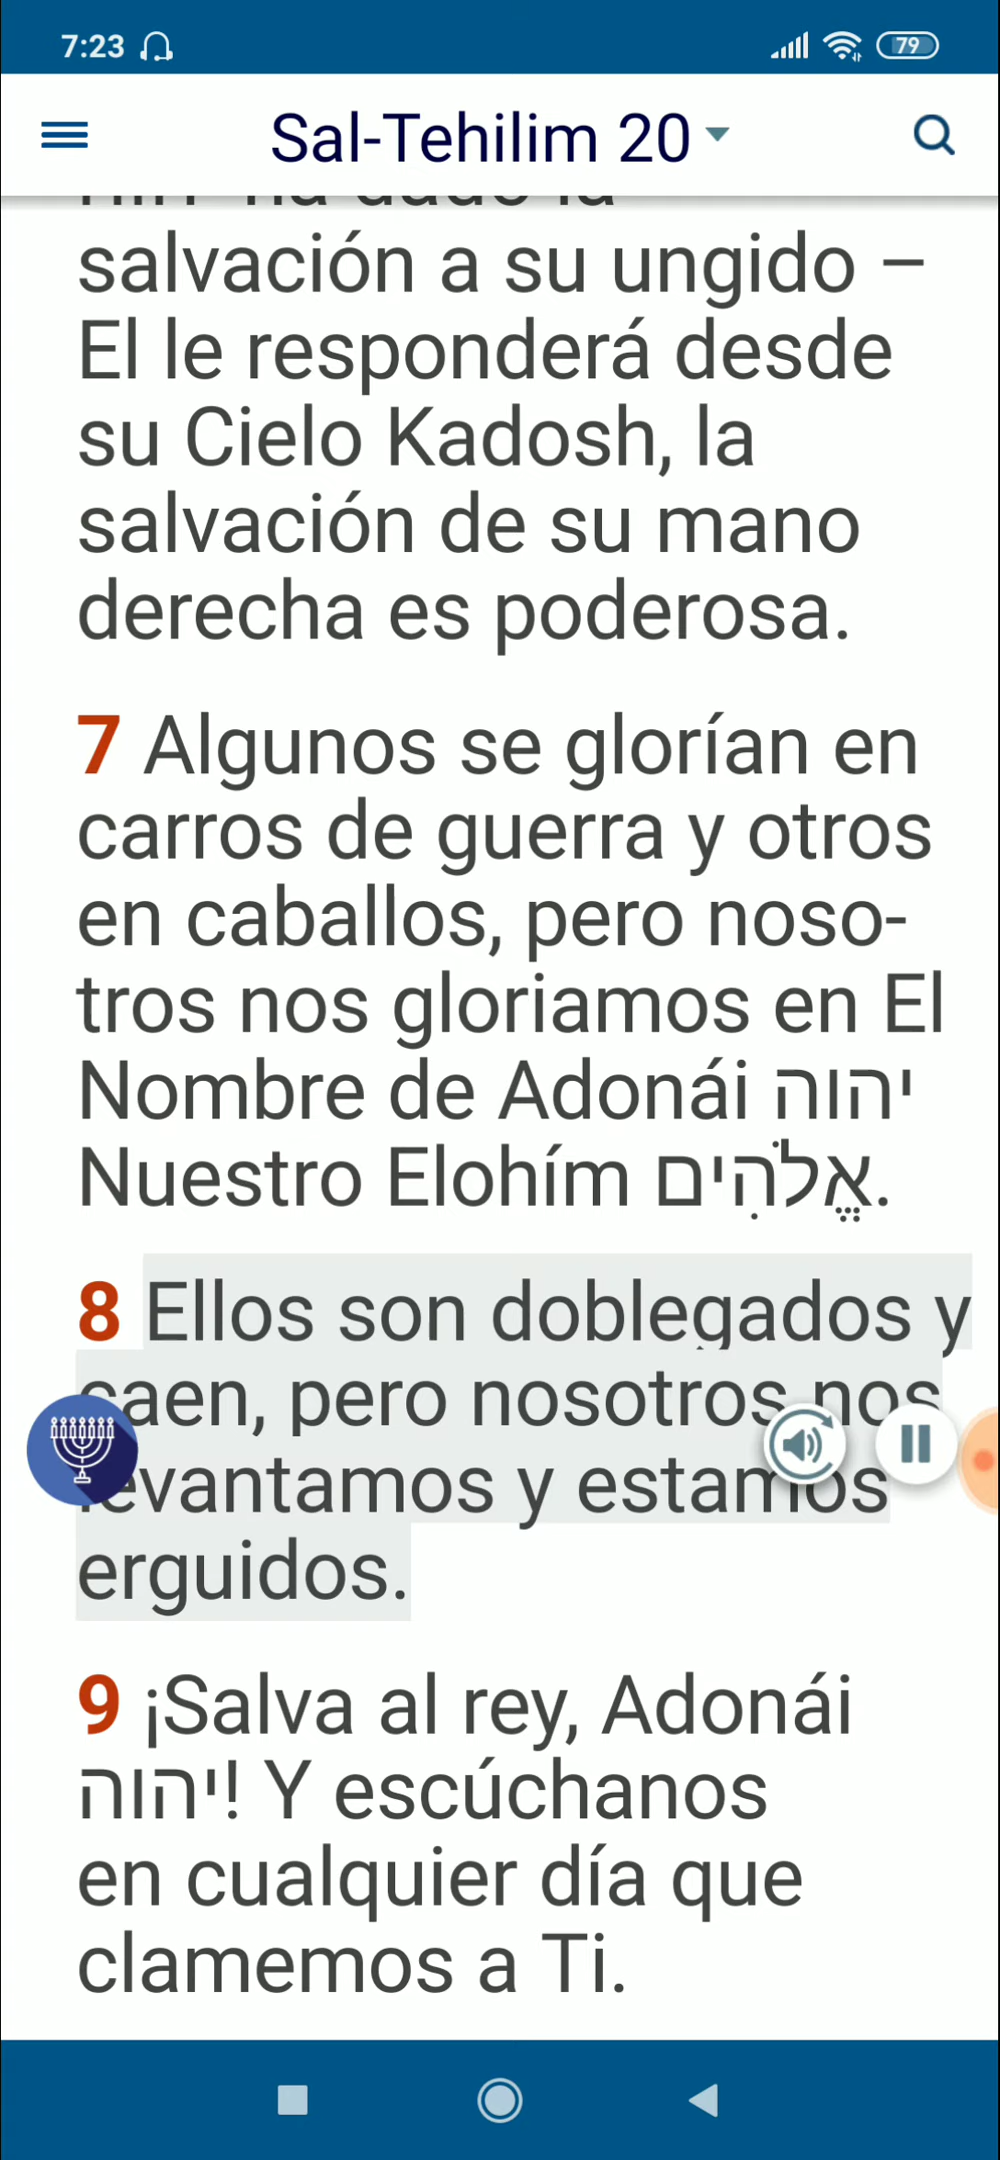 7:23
79
Sal-Tehilim 20
salvación a su ungido –
El le responderá desde
su Cielo Kadosh, la
salvación de su mano
derecha es poderosa.
7 Algunos se glorían en
carros de guerra y otros
en caballos, pero noso-
tros nos gloriamos en El
Nombre de Adonái יהוה
Nuestro Elohím אֱלֹהִים.
8 Ellos son doblegados y
caen, pero nosotros nos
levantamos y estamos
erguidos.
9 ¡Salva al rey, Adonái
יהוה! Y escúchanos
en cualquier día que
clamemos a Ti.